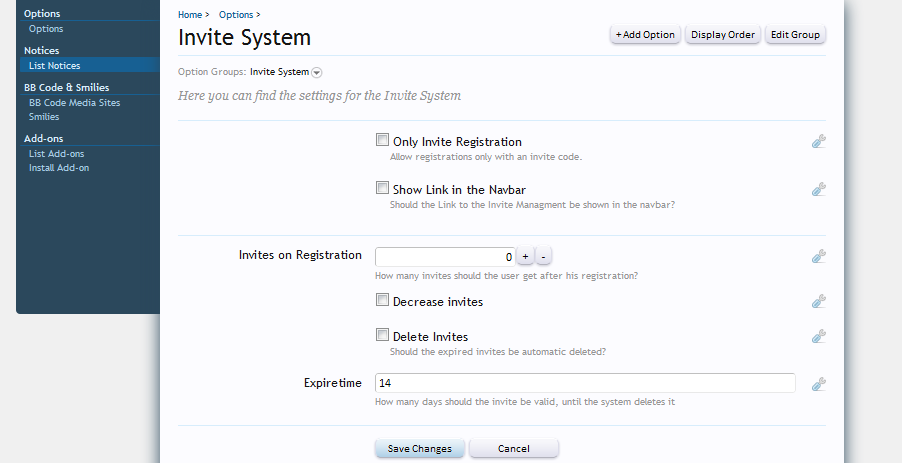 Options
Options
Notices
List Notices
BB Code & Smilies
BB Code Media Sites
Smilies
Add-ons
List Add-ons
Install Add-on
Home > Options >
Invite System
+ Add Option Display Order Edit Group
Option Groups: Invite System
Here you can find the settings for the Invite System
Only Invite Registration
Allow registrations only with an invite code.
Show Link in the Navbar
Should the Link to the Invite Managment be shown in the navbar?
Invites on Registration 0 + -
How many invites should the user get after his registration?
Decrease invites
Delete Invites
Should the expired invites be automatic deleted?
Expiretime 14
How many days should the invite be valid, until the system deletes it
Save Changes Cancel